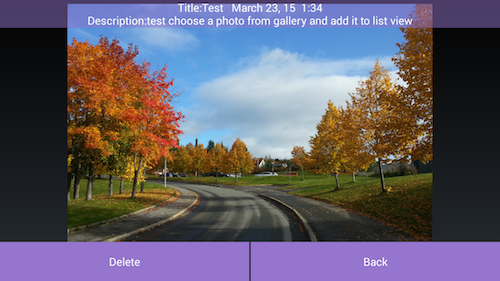 Title:Test   March 23, 15  1:34
Description:test choose a photo from gallery and add it to list view
Delete
Back